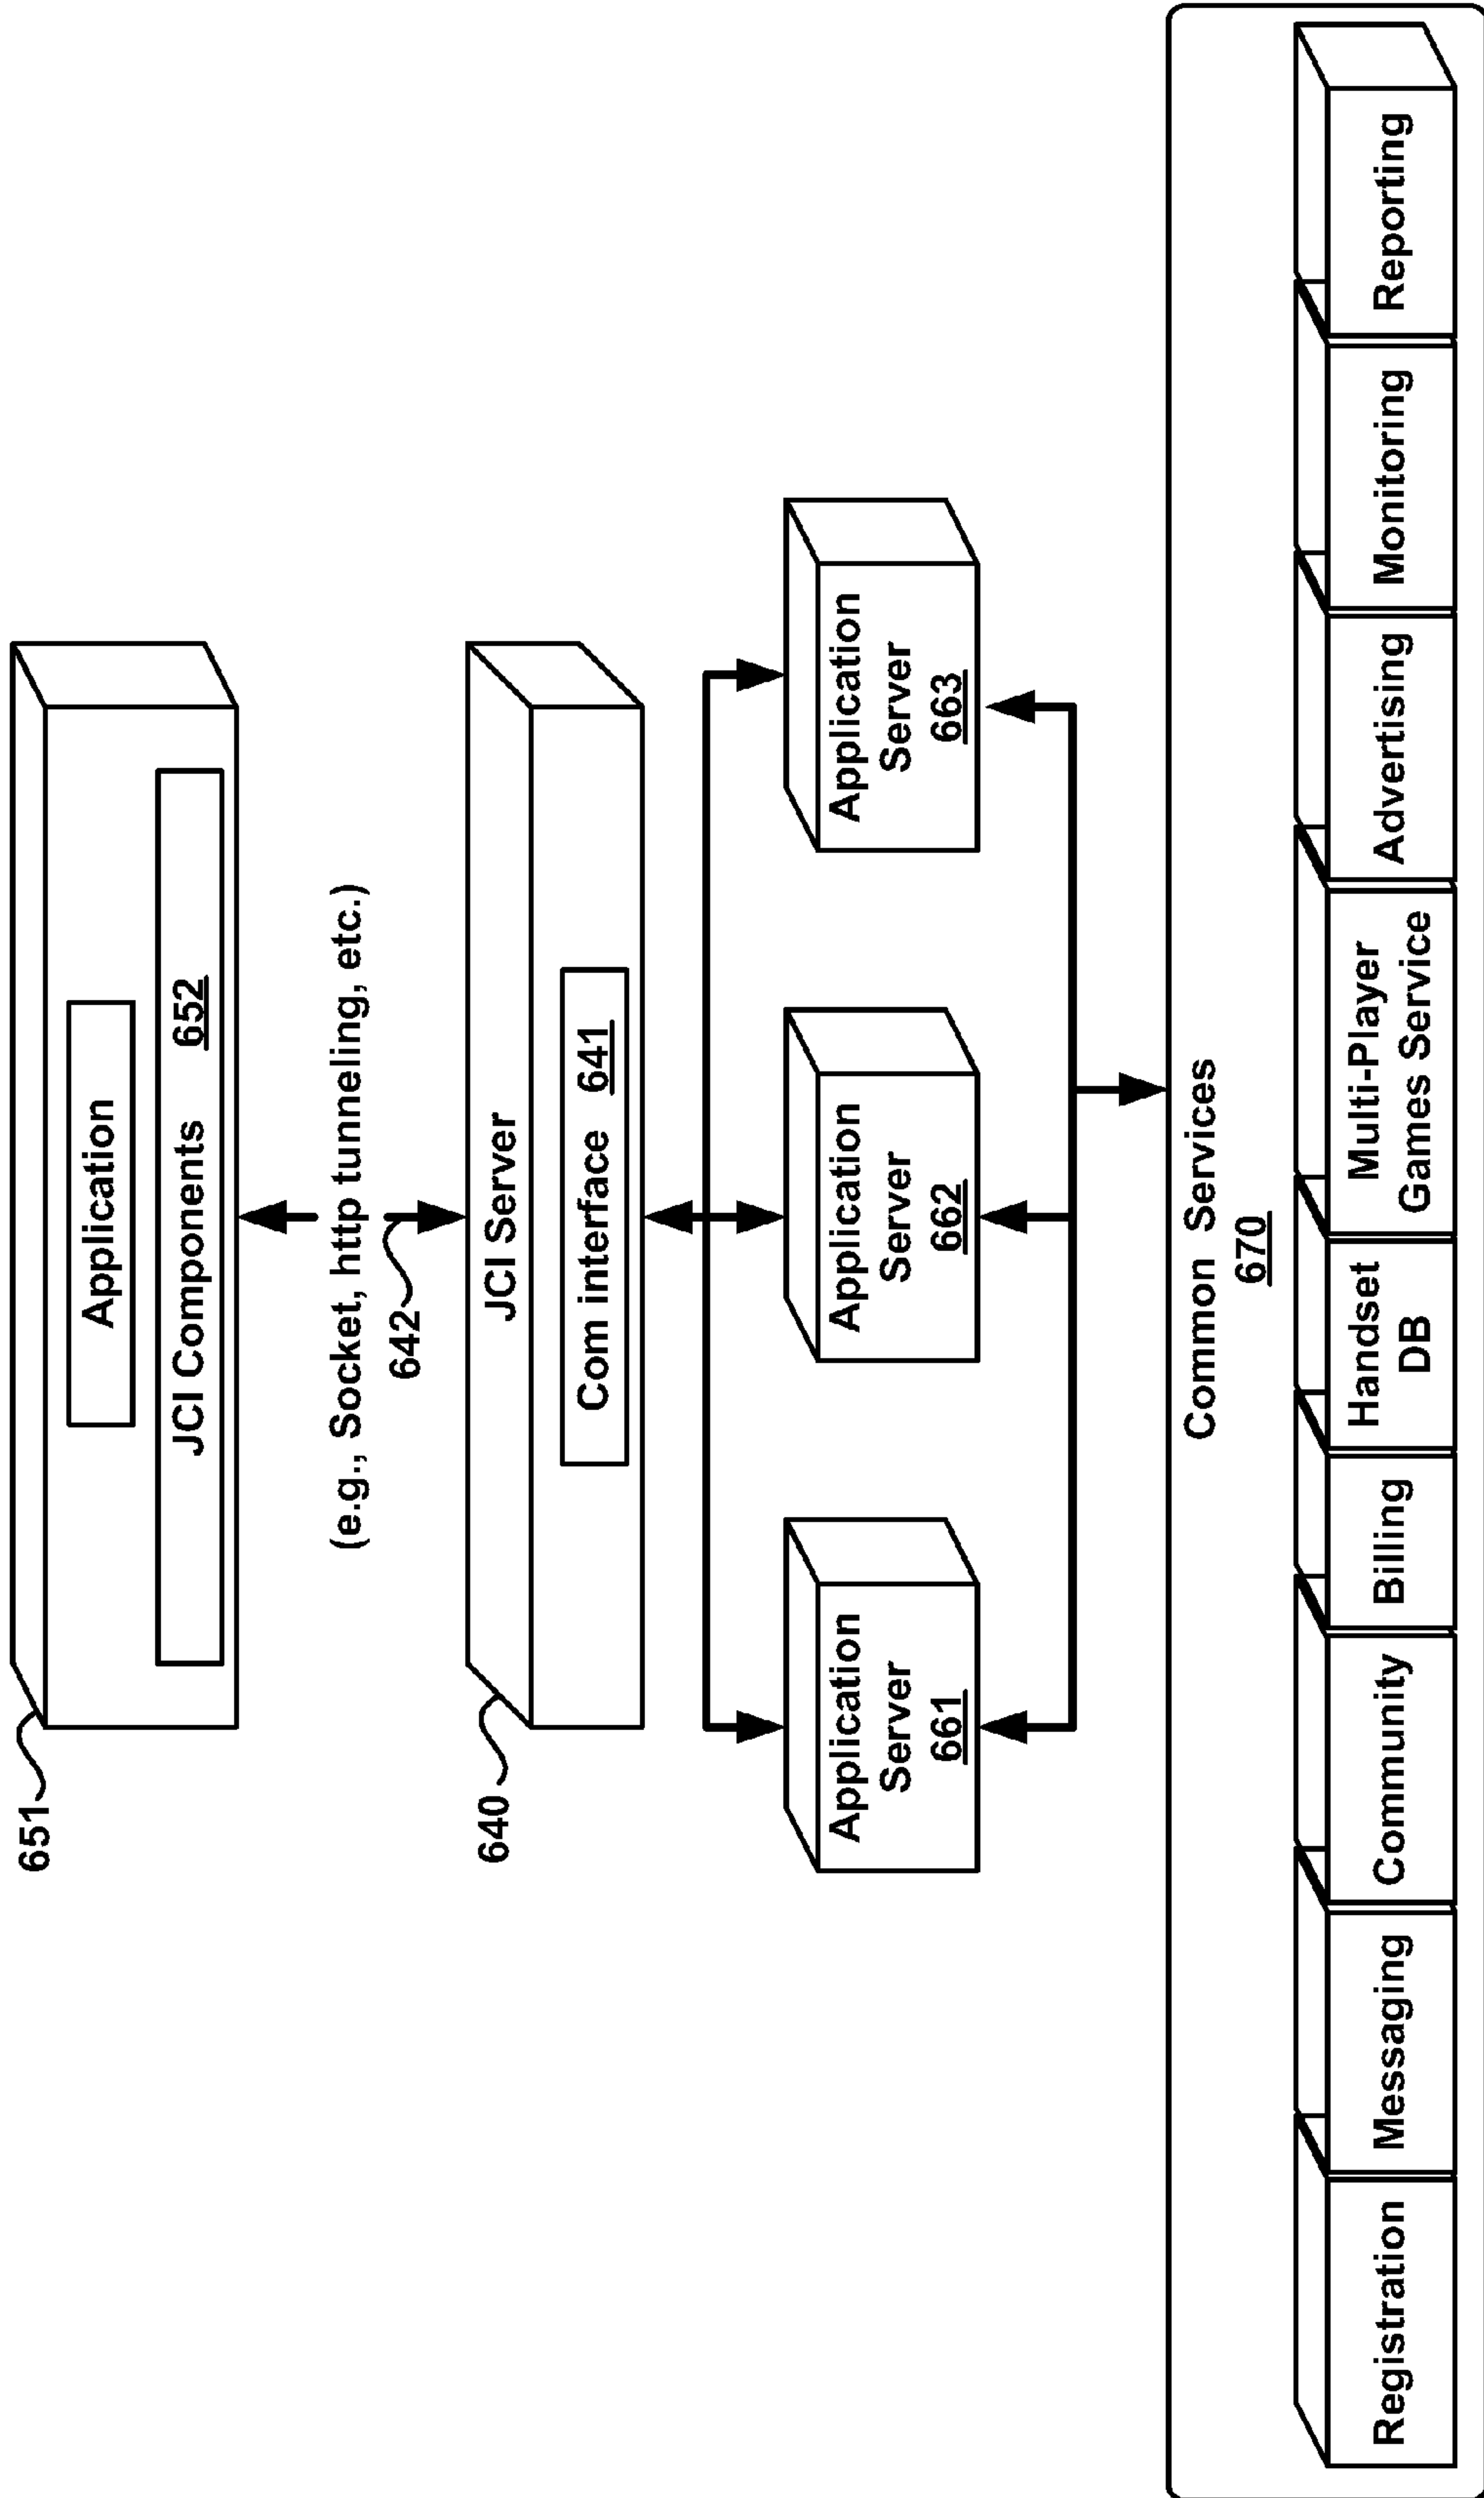 651
Application
JCI Components 652
(e.g., Socket, http tunneling, etc.)
642
640
JCI Server
Com interface 641
Application
Server
661
Application
Server
662
Application
Server
663
Common Services
670
Registration
Messaging
Community
Billing
Handset
DB
Multi-Player
Games Service
Advertising
Monitoring
Reporting